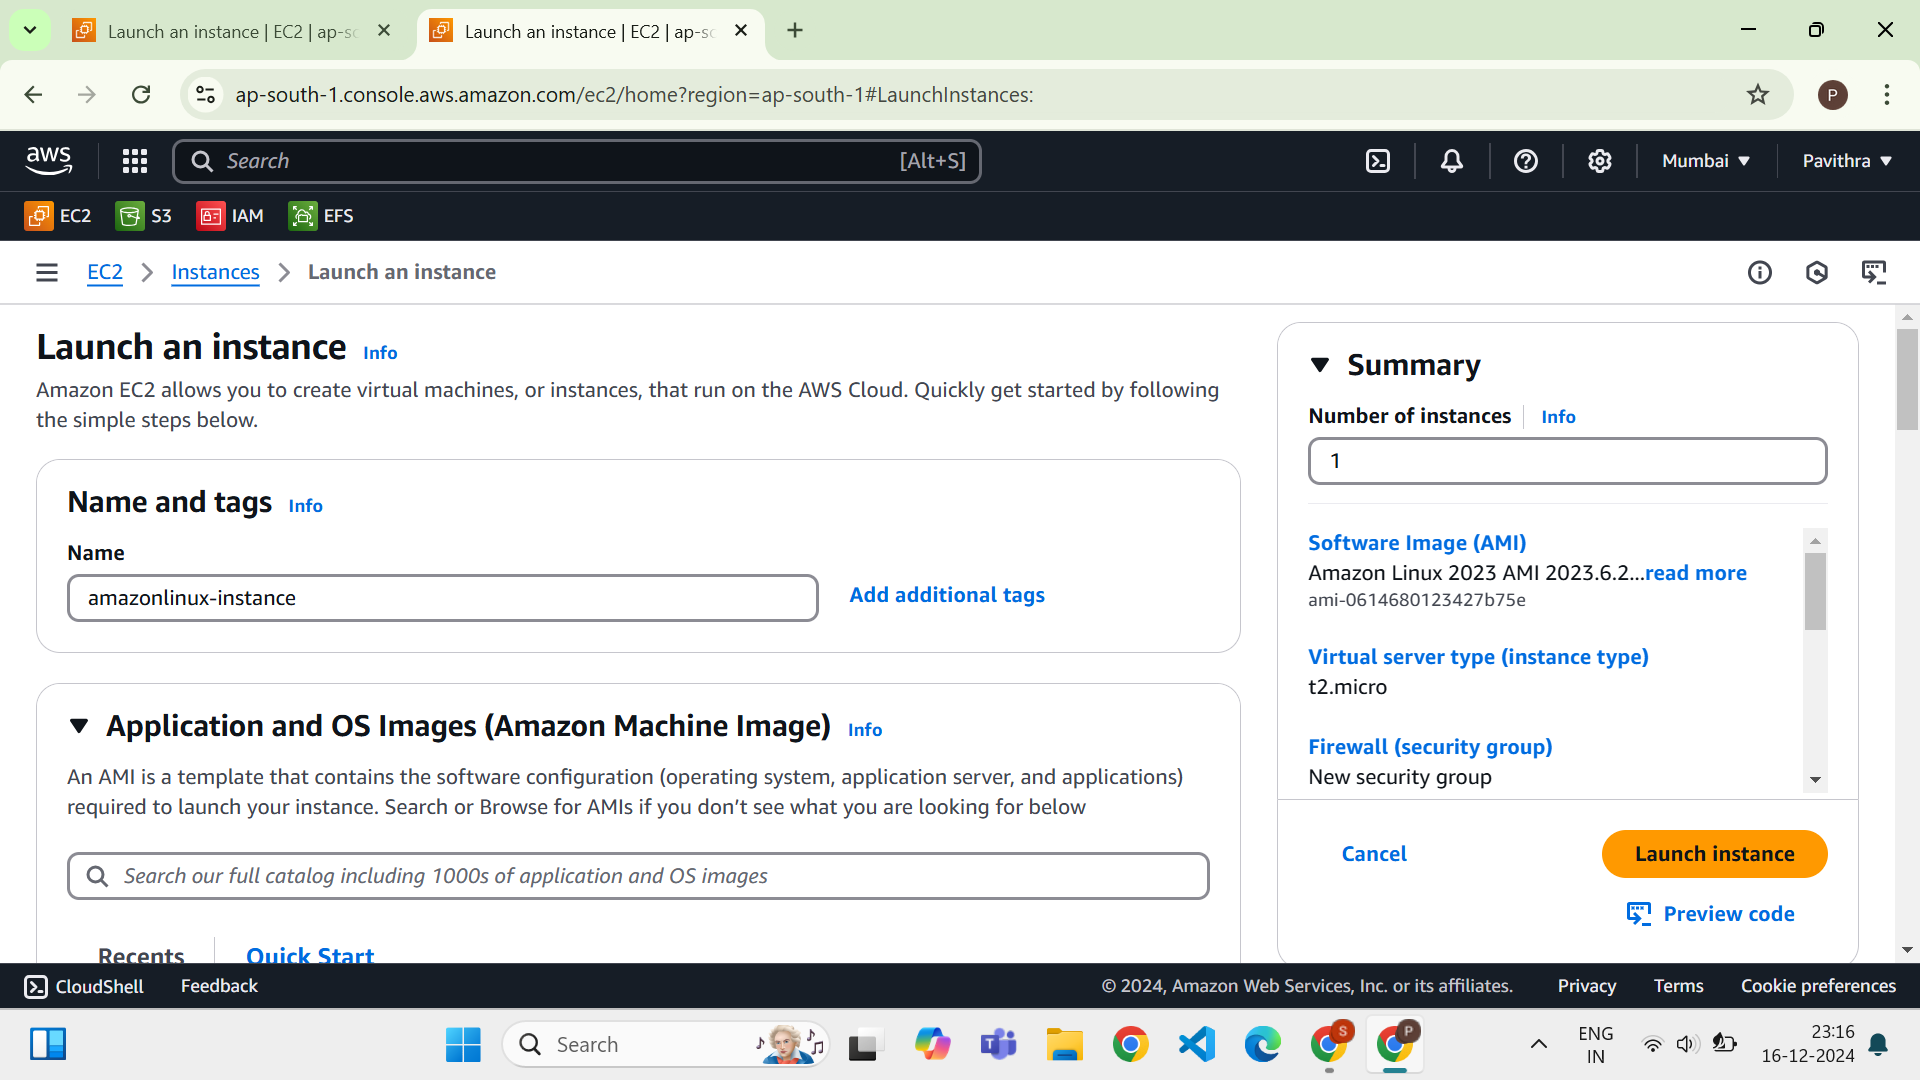 Launch an instance | EC2 | ap-sc
Launch an instance | EC2 | ap-sc
ap-south-1.console.aws.amazon.com/ec2/home?region=ap-south-1#LaunchInstances:
P
aws
Search
[Alt+S]
Mumbai
Pavithra
EC2
S3
IAM
EFS
EC2
Instances
Launch an instance
Launch an instance Info
Amazon EC2 allows you to create virtual machines, or instances, that run on the AWS Cloud. Quickly get started by following
the simple steps below.
Name and tags Info
Name
amazonlinux-instance
Add additional tags
Application and OS Images (Amazon Machine Image) Info
An AMI is a template that contains the software configuration (operating system, application server, and applications)
required to launch your instance. Search or Browse for AMIs if you don’t see what you are looking for below
Search our full catalog including 1000s of application and OS images
Recents
Quick Start
Summary
Number of instances Info
1
Software Image (AMI)
Amazon Linux 2023 AMI 2023.6.2...read more
ami-0614680123427b75e
Virtual server type (instance type)
t2.micro
Firewall (security group)
New security group
Cancel
Launch instance
Preview code
CloudShell
Feedback
© 2024, Amazon Web Services, Inc. or its affiliates.
Privacy
Terms
Cookie preferences
Search
S
P
ENG
IN
23:16
16-12-2024